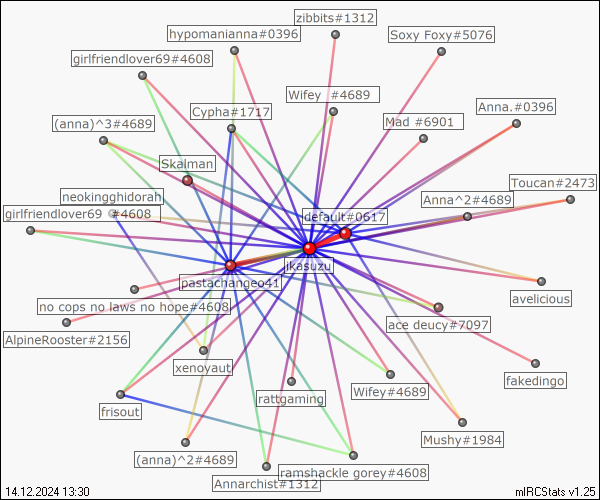 zibbits#1312
hypomanianna#0396
Soxy Foxy#5076
girlfriendlover69#4608
Wifey  #4689
Cypha#1717
Anna.#0396
(anna)^3#4689
Mad #6901
Skalman
Toucan#2473
neokingghidorah
Anna^2#4689
girlfriendlover69  #4608
default#0617
jkasuzu
pastachangeo41
avelicious
no cops no laws no hope#4608
ace deucy#7097
AlpineRooster#2156
xenoyaut
fakedingo
rattgaming
Wifey#4689
frisout
Mushy#1984
(anna)^2#4689
ramshackle gorey#4608
Annarchist#1312
14.12.2024 13:30
mIRCStats v1.25